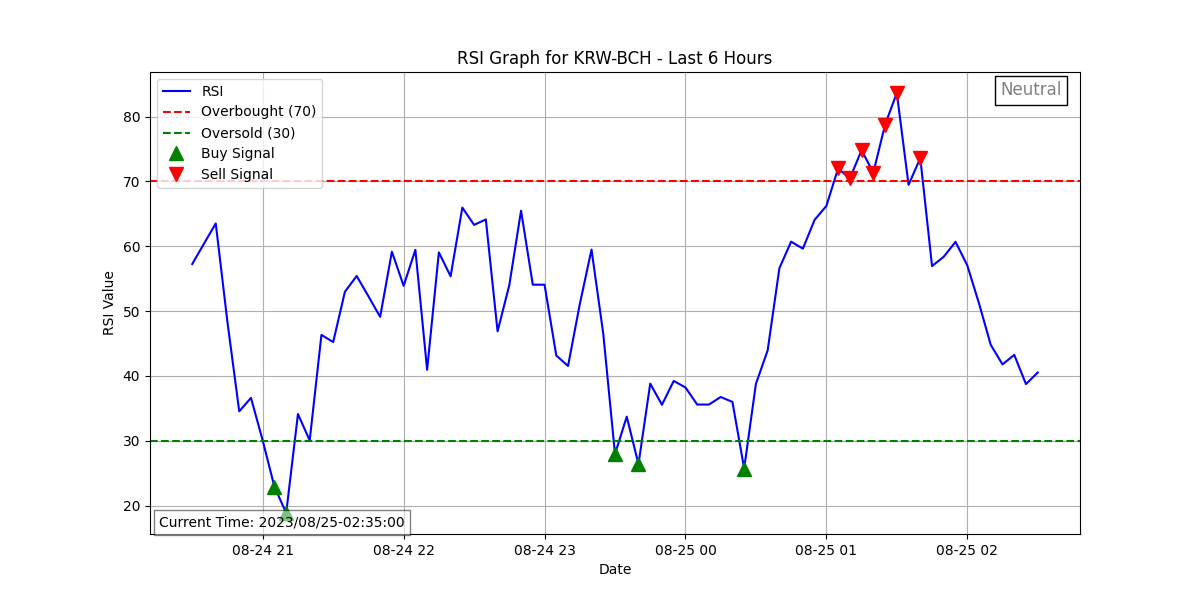 RSI Graph for KRW-BCH - Last 6 Hours
RSI
Overbought (70)
Oversold (30)
Buy Signal
Sell Signal
Neutral
RSI Value
80
70
60
50
40
30
20
Current Time: 2023/08/25-02:35:00
08-24 21
08-24 22
08-24 23
08-25 00
08-25 01
08-25 02
Date